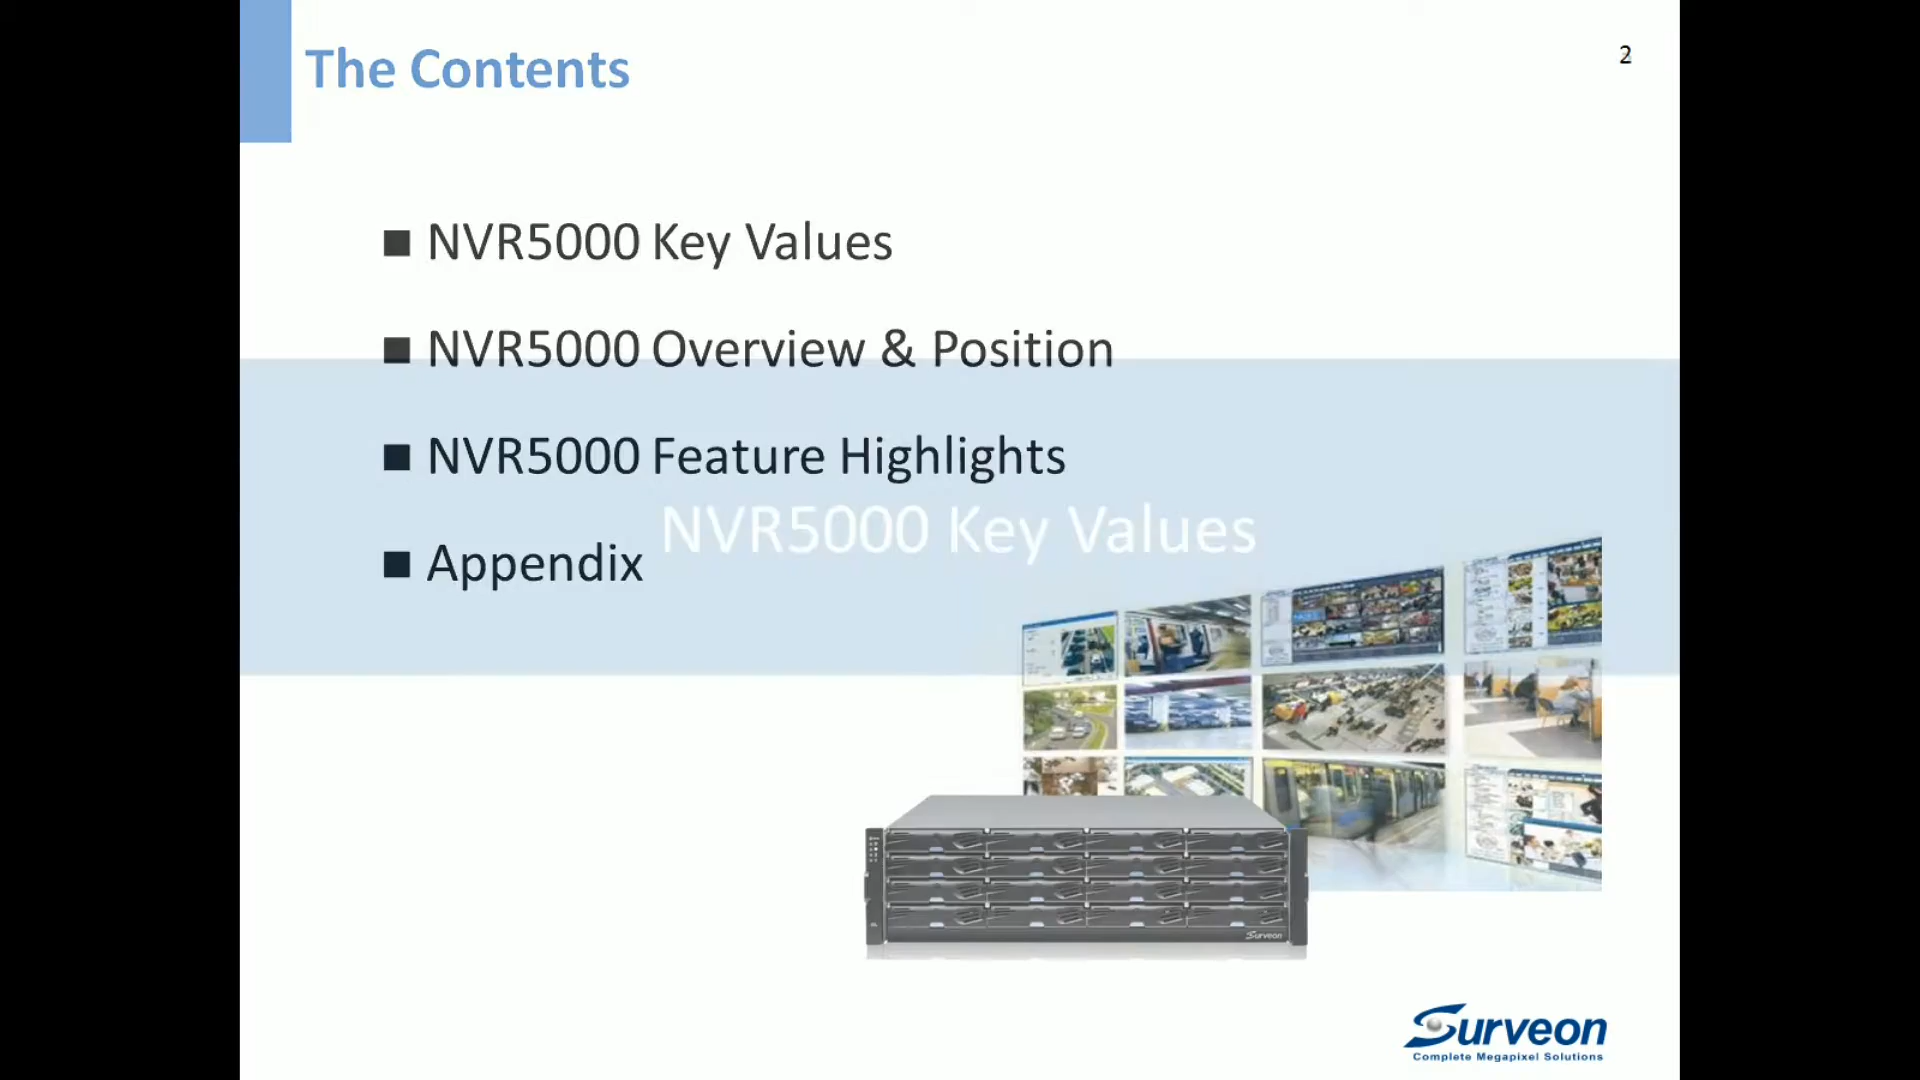 The Contents
2
■ NVR5000 Key Values
■ NVR5000 Overview & Position
■ NVR5000 Feature Highlights
NVR5000 Key Values
■ Appendix
Surveon
Surveon
Complete Megapixel Solutions